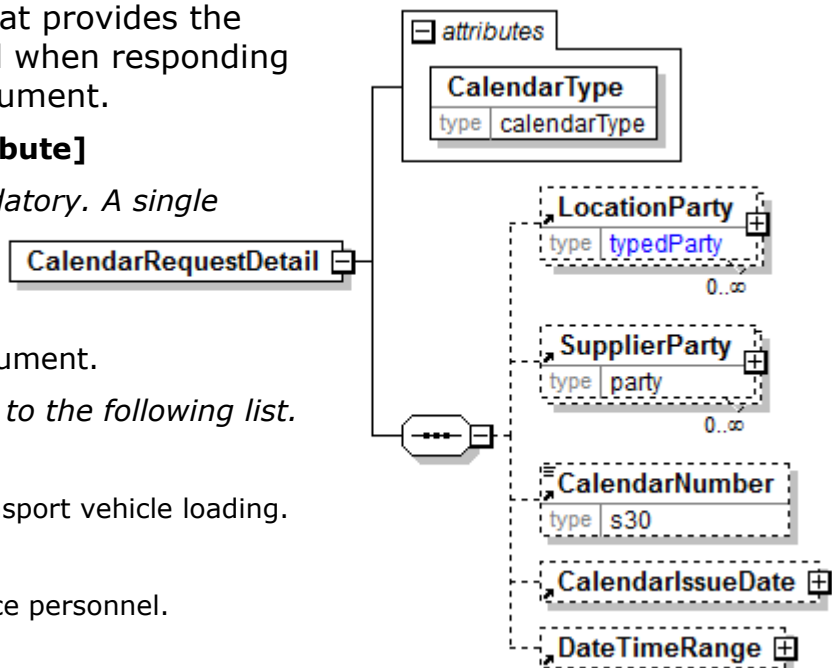 at provides the
when responding
ument.
bute]
latory. A single
ument.
to the following list.
sport vehicle loading.
ce personnel.
attributes
CalendarType
type calendarType
CalendarRequestDetail
LocationParty
type typedParty
0..∞
SupplierParty
type party
0..∞
CalendarNumber
type s30
CalendarIssueDate
DateTimeRange